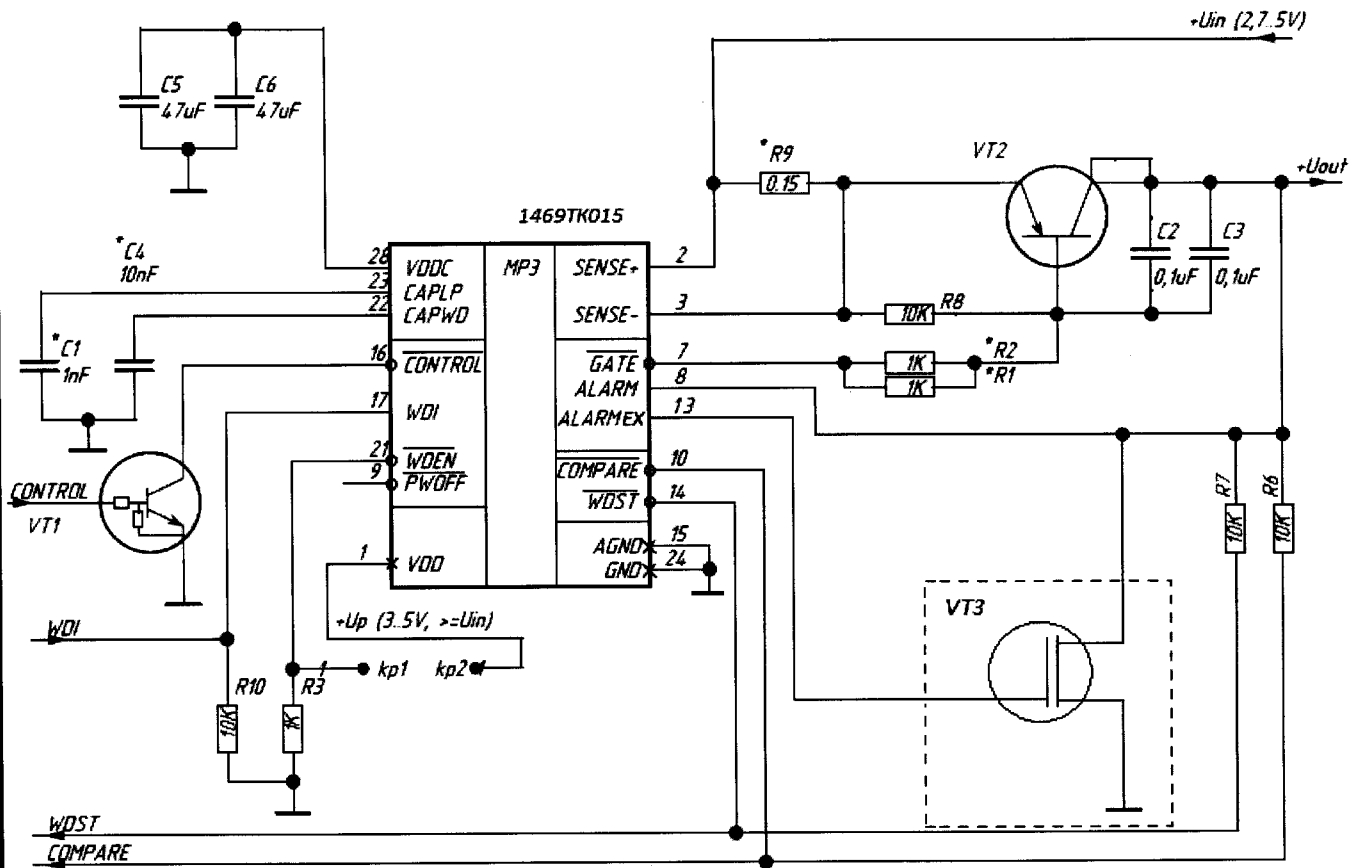 +Uin (2,7..5V)
C5
47uF
C6
47uF
*R9
0.15
VT2
+Uout
1469TK015
*C4
10nF
28
VDDC
MP3
SENSE+
2
C2
0,1uF
C3
0,1uF
23
CAPLP
22
CAPWD
SENSE-
3
10K
R8
*C1
1nF
16
CONTROL
GATE
7
1K
*R2
ALARM
8
1K
*R1
17
WDI
ALARMEX
13
21
WDEN
9
PWOFF
COMPARE
10
WDST
14
R7
10K
R6
10K
CONTROL
VT1
1
VDD
AGND
15
GND
24
+Up (3..5V, >=Uin)
VT3
WDI
1
kp1
kp2
1
R10
10K
R3
1K
WDST
COMPARE